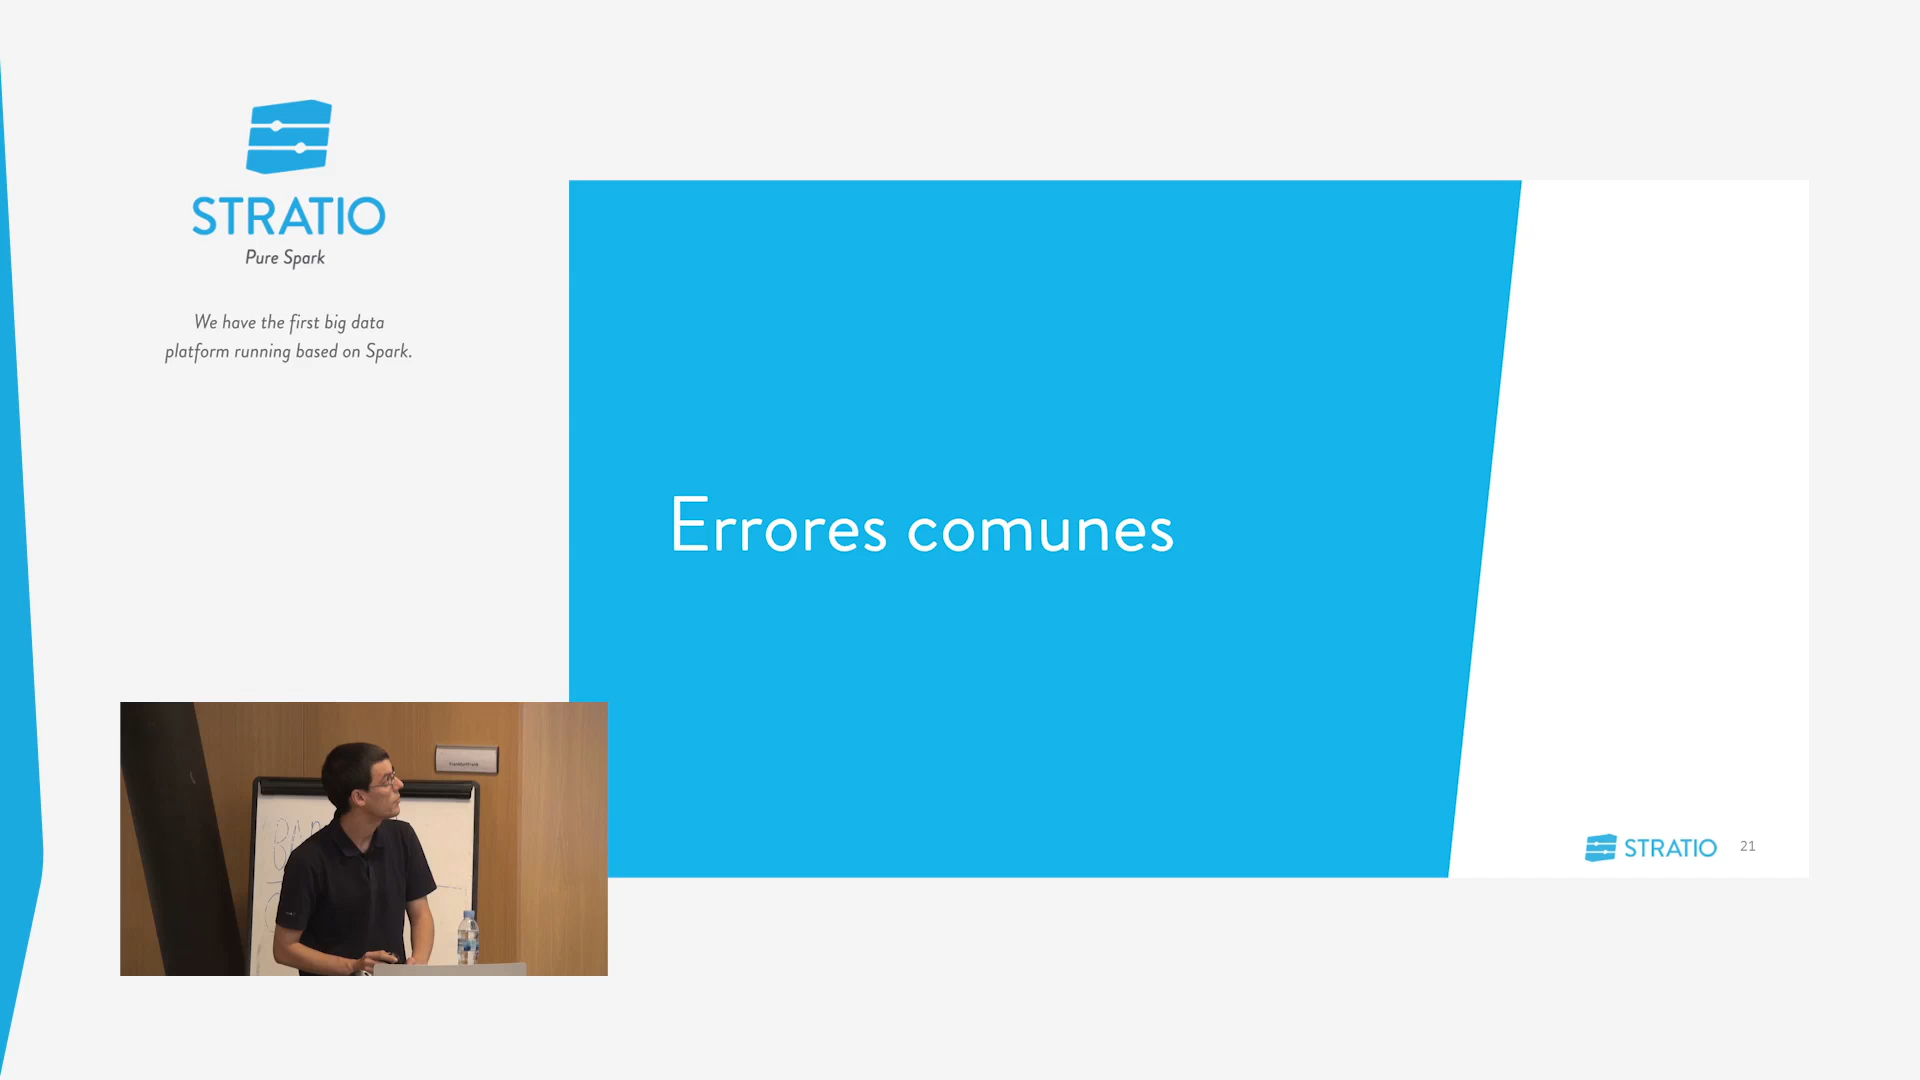 STRATIO
Pure Spark
We have the first big data
platform running based on Spark.
Errores comunes
STRATIO 21